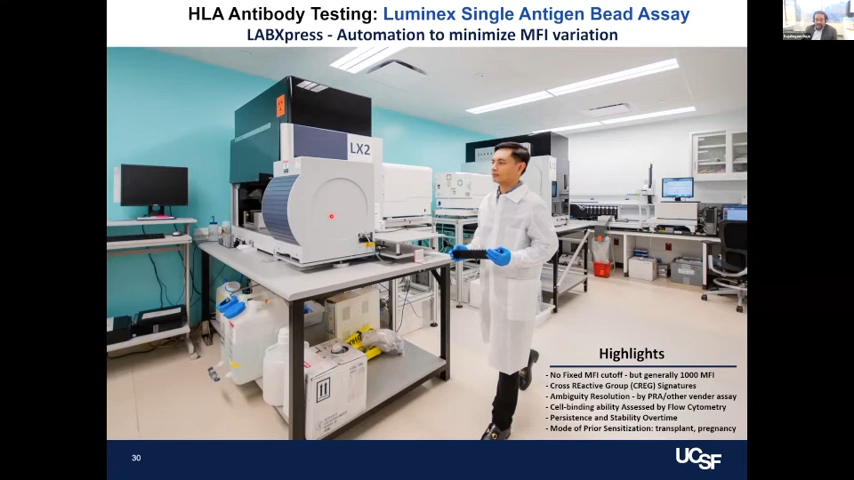 HLA Antibody Testing: Luminex Single Antigen Bead Assay
LABXpress - Automation to minimize MFI variation
LX2
Highlights
- No Fixed MFI cutoff - but generally 1000 MFI
- Cross REactive Group (CREG) Signatures
- Ambiguity Resolution - by PRA/other vender assay
- Cell-binding ability Assessed by Flow Cytometry
- Persistence and Stability Overtime
- Mode of Prior Sensitization: transplant, pregnancy
30
UCSF